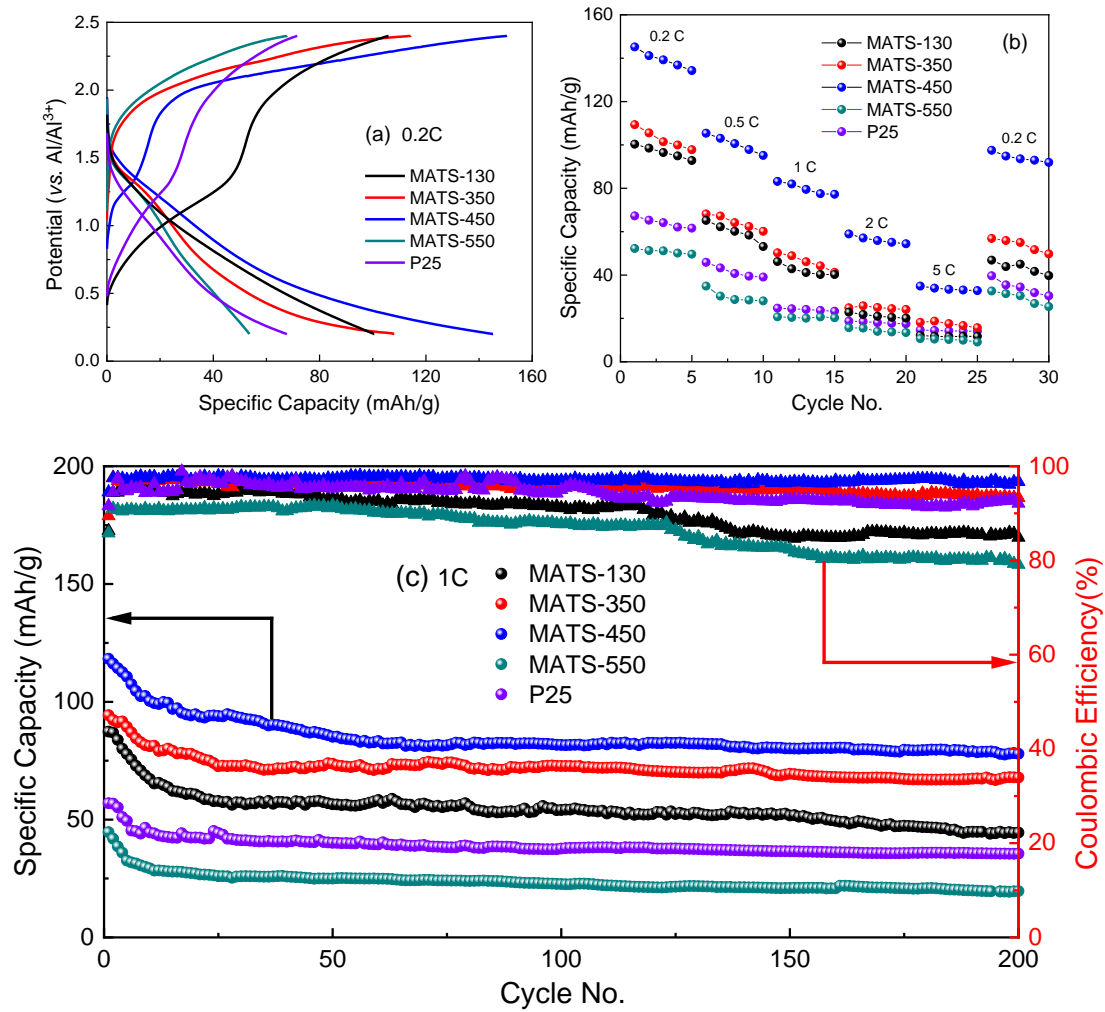 2.5
2.0
1.5
1.0
0.5
0.0
Potential (vs. Al/Al³⁺)
(a) 0.2C
MATS-130
MATS-350
MATS-450
MATS-550
P25
0 40 80 120 160
Specific Capacity (mAh/g)
160
120
80
40
0
Specific Capacity (mAh/g)
0.2 C
0.5 C
1 C
2 C
5 C
0.2 C
MATS-130
MATS-350
MATS-450
MATS-550
P25
(b)
0 5 10 15 20 25 30
Cycle No.
200
150
100
50
0
Specific Capacity (mAh/g)
(c) 1C
MATS-130
MATS-350
MATS-450
MATS-550
P25
100
80
60
40
20
0
Coulombic Efficiency(%)
0 50 100 150 200
Cycle No.